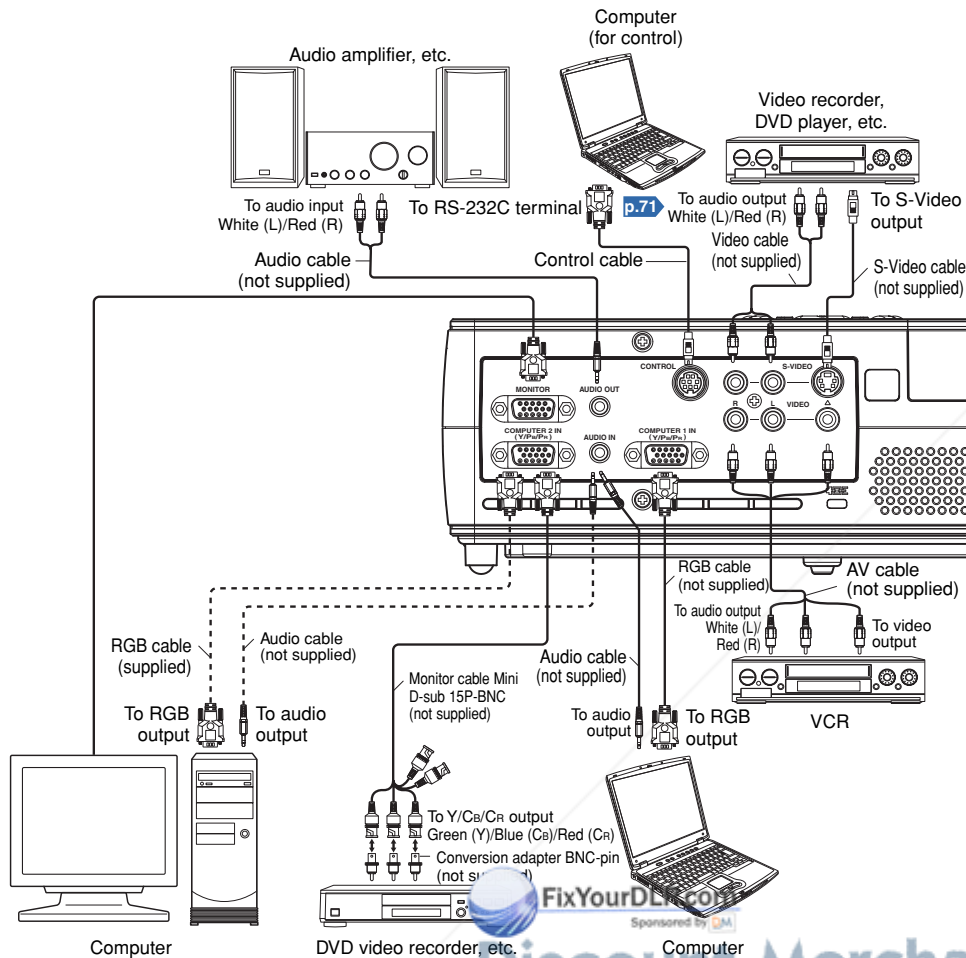 Computer
(for control)
Audio amplifier, etc.
Video recorder,
DVD player, etc.
To audio input
White (L)/Red (R)
To RS-232C terminal
p.71
To audio output
White (L)/Red (R)
To S-Video
output
Audio cable
(not supplied)
Control cable
Video cable
(not supplied)
S-Video cable
(not supplied)
CONTROL
S-VIDEO
MONITOR
AUDIO OUT
R
L
VIDEO
COMPUTER 2 IN
(Y/PB/PR)
AUDIO IN
COMPUTER 1 IN
(Y/PB/PR)
RGB cable
(not supplied)
AV cable
(not supplied)
To audio output
White (L)/
Red (R)
To video
output
RGB cable
(supplied)
Audio cable
(not supplied)
Audio cable
(not supplied)
Monitor cable Mini
D-sub 15P-BNC
(not supplied)
VCR
To RGB
output
To audio
output
To audio
output
To RGB
output
To Y/CB/CR output
Green (Y)/Blue (CB)/Red (CR)
Conversion adapter BNC-pin
(not supplied)
FixYourDLP.com
Sponsored by DM
Computer
DVD video recorder, etc.
Computer